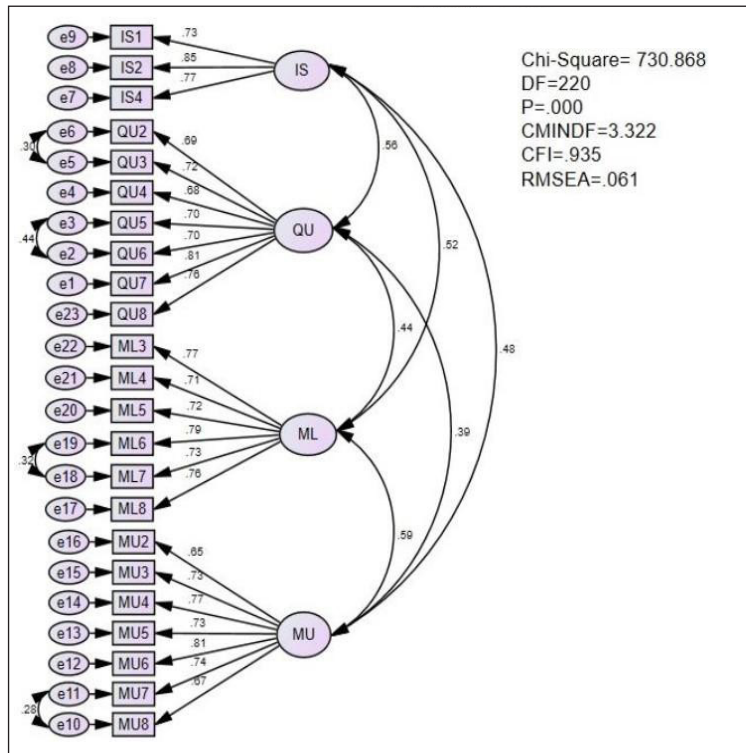 e9 IS1 .73
e8 IS2 .85 IS
e7 IS4 .77
Chi-Square= 730.868
DF=220
P=.000
CMINDF=3.322
CFI=.935
RMSEA=.061
e6 QU2 .69
.30
e5 QU3 .72
.56
e4 QU4 .68
e3 QU5 .70 QU
.44
e2 QU6 .70
.52
e1 QU7 .81
e23 QU8 .76
.44
e22 ML3 .77
.48
e21 ML4 .71
e20 ML5 .72
.39
e19 ML6 .79 ML
.32
e18 ML7 .73
e17 ML8 .76
.59
e16 MU2 .65
e15 MU3 .73
e14 MU4 .77
e13 MU5 .73 MU
e12 MU6 .81
e11 MU7 .74
.28
e10 MU8 .67